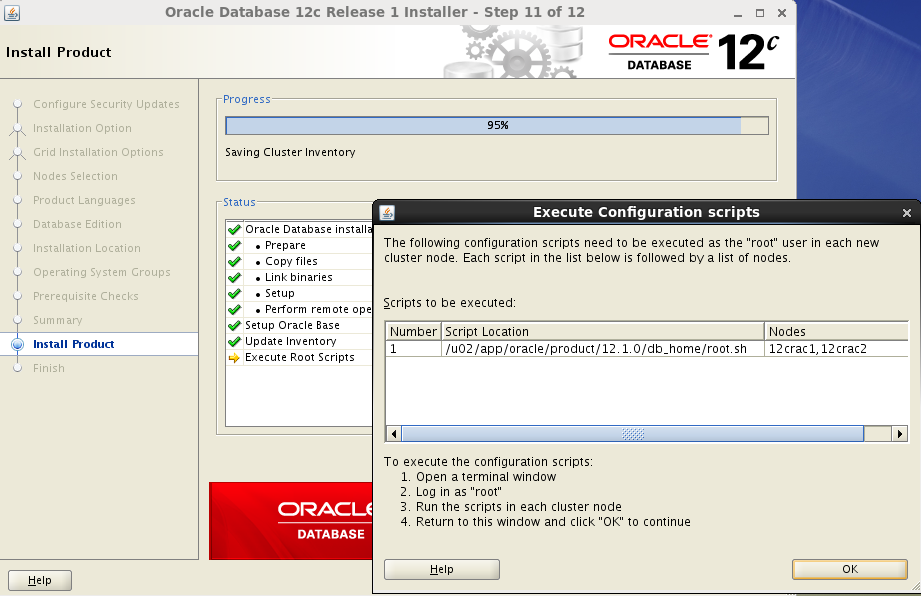 Oracle Database 12c Release 1 Installer - Step 11 of 12
Install Product
ORACLE
DATABASE
12c
Configure Security Updates
Installation Option
Grid Installation Options
Nodes Selection
Product Languages
Database Edition
Installation Location
Operating System Groups
Prerequisite Checks
Summary
Install Product
Finish
Progress
95%
Saving Cluster Inventory
Status
Oracle Database installa
• Prepare
• Copy files
• Link binaries
• Setup
• Perform remote ope
Setup Oracle Base
Update Inventory
Execute Root Scripts
ORACLE
DATABASE
Help
Execute Configuration scripts
The following configuration scripts need to be executed as the "root" user in each new
cluster node. Each script in the list below is followed by a list of nodes.
Scripts to be executed:
Number Script Location Nodes
1 /u02/app/oracle/product/12.1.0/db_home/root.sh 12crac1,12crac2
To execute the configuration scripts:
1. Open a terminal window
2. Log in as "root"
3. Run the scripts in each cluster node
4. Return to this window and click "OK" to continue
Help
OK